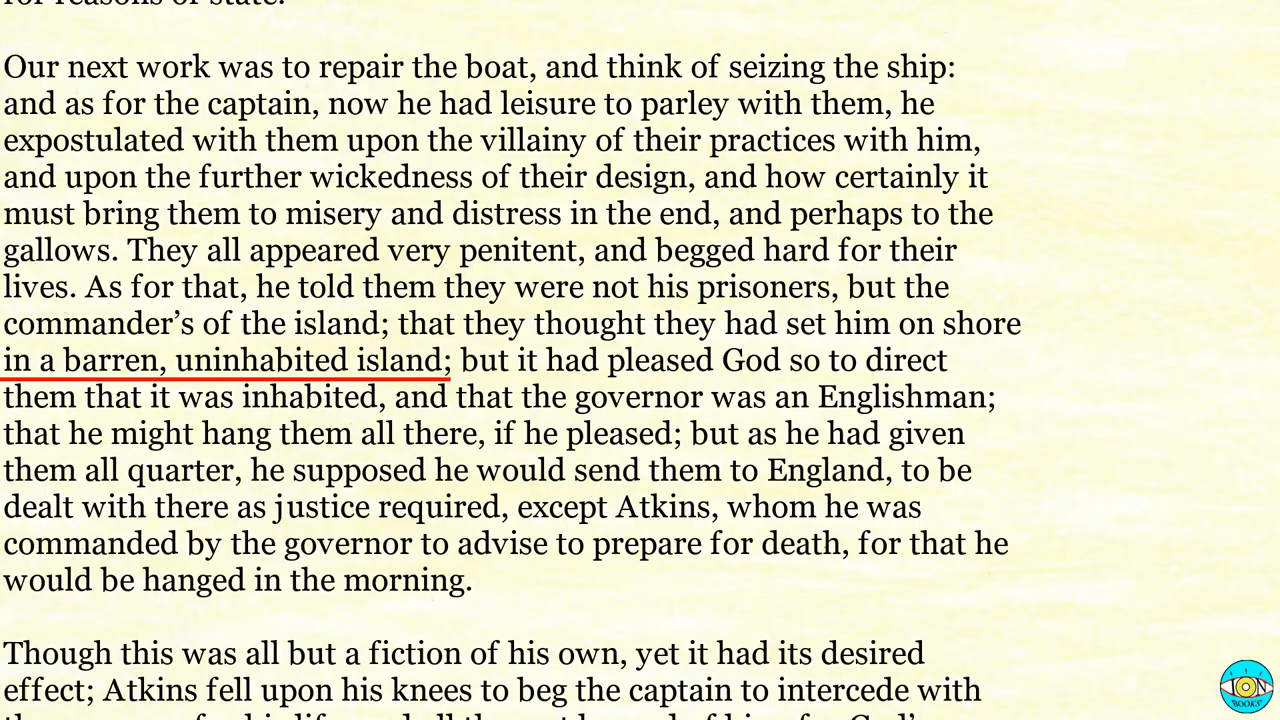 for reasons of state.
Our next work was to repair the boat, and think of seizing the ship:
and as for the captain, now he had leisure to parley with them, he
expostulated with them upon the villainy of their practices with him,
and upon the further wickedness of their design, and how certainly it
must bring them to misery and distress in the end, and perhaps to the
gallows. They all appeared very penitent, and begged hard for their
lives. As for that, he told them they were not his prisoners, but the
commander’s of the island; that they thought they had set him on shore
in a barren, uninhabited island; but it had pleased God so to direct
them that it was inhabited, and that the governor was an Englishman;
that he might hang them all there, if he pleased; but as he had given
them all quarter, he supposed he would send them to England, to be
dealt with there as justice required, except Atkins, whom he was
commanded by the governor to advise to prepare for death, for that he
would be hanged in the morning.
Though this was all but a fiction of his own, yet it had its desired
effect; Atkins fell upon his knees to beg the captain to intercede with
ION
BOOKS